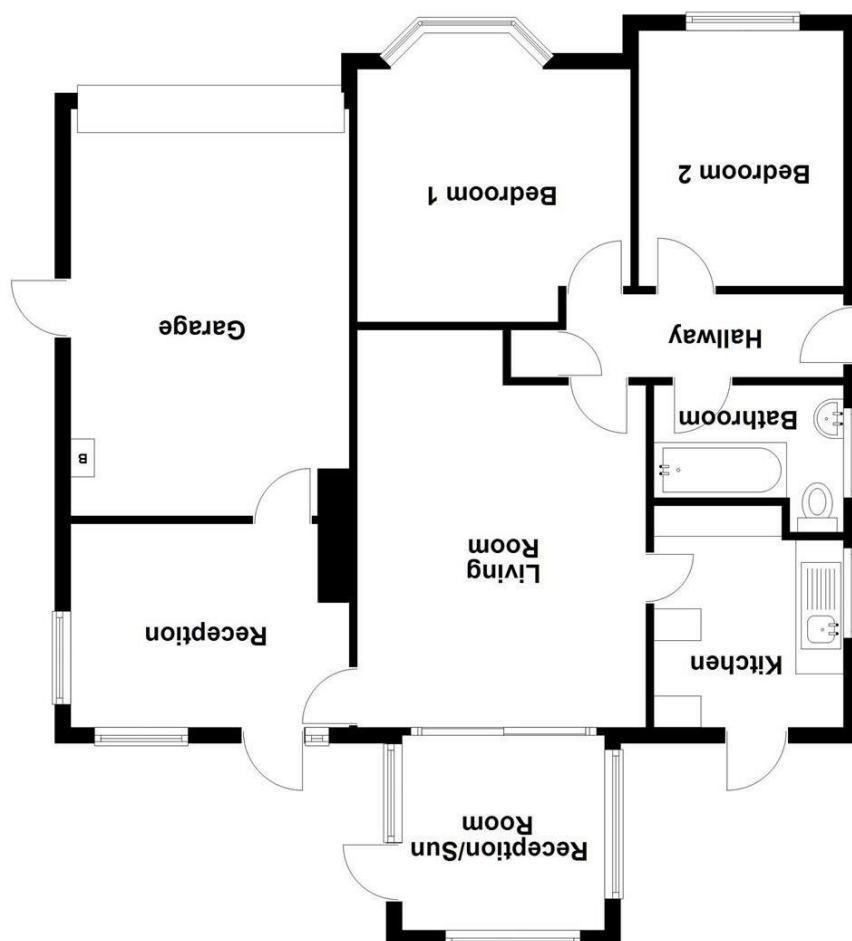 Reception/Sun
Room
Kitchen
Reception
Living
Room
B
Bathroom
Hallway
Garage
Bedroom 1
Bedroom 2